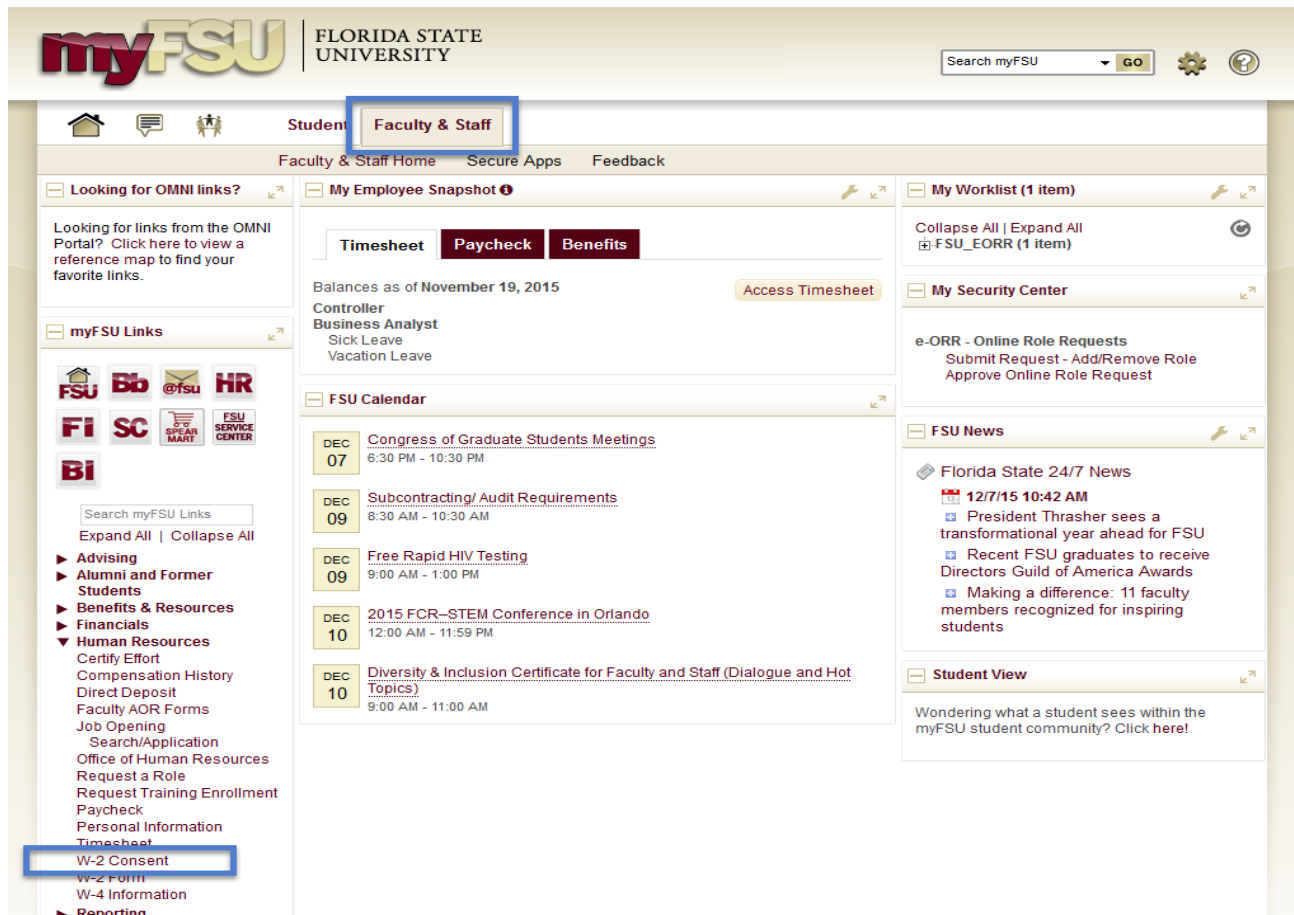 myFSU
FLORIDA STATE
UNIVERSITY
Search myFSU
GO
Student
Faculty & Staff
Faculty & Staff Home
Secure Apps
Feedback
Looking for OMNI links?
Looking for links from the OMNI
Portal? Click here to view a
reference map to find your
favorite links.
myFSU Links
FSU
Bb
@fsu
HR
FI
SC
SPEAR
MART
FSU
SERVICE
CENTER
BI
Search myFSU Links
Expand All | Collapse All
Advising
Alumni and Former
Students
Benefits & Resources
Financials
Human Resources
Certify Effort
Compensation History
Direct Deposit
Faculty AOR Forms
Job Opening
Search/Application
Office of Human Resources
Request a Role
Request Training Enrollment
Paycheck
Personal Information
Timesheet
W-2 Consent
W-2 Form
W-4 Information
Reporting
My Employee Snapshot
Timesheet
Paycheck
Benefits
Balances as of November 19, 2015
Access Timesheet
Controller
Business Analyst
Sick Leave
Vacation Leave
FSU Calendar
DEC
07
Congress of Graduate Students Meetings
6:30 PM - 10:30 PM
DEC
09
Subcontracting/ Audit Requirements
8:30 AM - 10:30 AM
DEC
09
Free Rapid HIV Testing
9:00 AM - 1:00 PM
DEC
10
2015 FCR–STEM Conference in Orlando
12:00 AM - 11:59 PM
DEC
10
Diversity & Inclusion Certificate for Faculty and Staff (Dialogue and Hot
Topics)
9:00 AM - 11:00 AM
My Worklist (1 item)
Collapse All | Expand All
FSU_EORR (1 item)
My Security Center
e-ORR - Online Role Requests
Submit Request - Add/Remove Role
Approve Online Role Request
FSU News
Florida State 24/7 News
12/7/15 10:42 AM
President Thrasher sees a
transformational year ahead for FSU
Recent FSU graduates to receive
Directors Guild of America Awards
Making a difference: 11 faculty
members recognized for inspiring
students
Student View
Wondering what a student sees within the
myFSU student community? Click here!